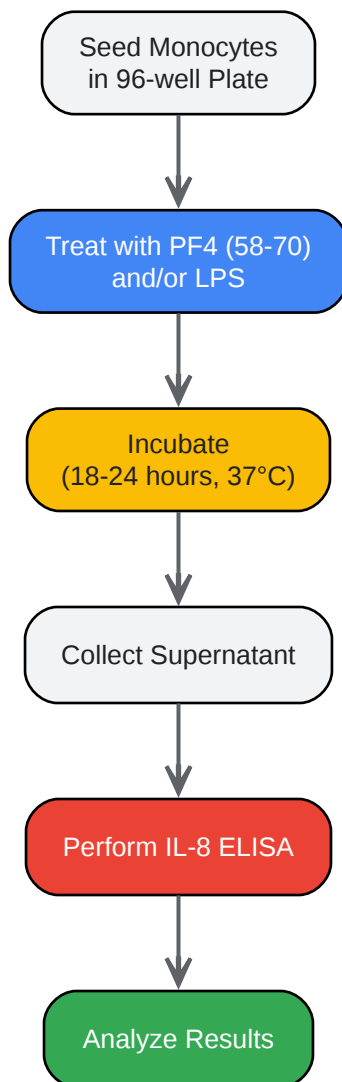 Seed Monocytes
in 96-well Plate
Treat with PF4 (58-70)
and/or LPS
Incubate
(18-24 hours, 37°C)
Collect Supernatant
Perform IL-8 ELISA
Analyze Results